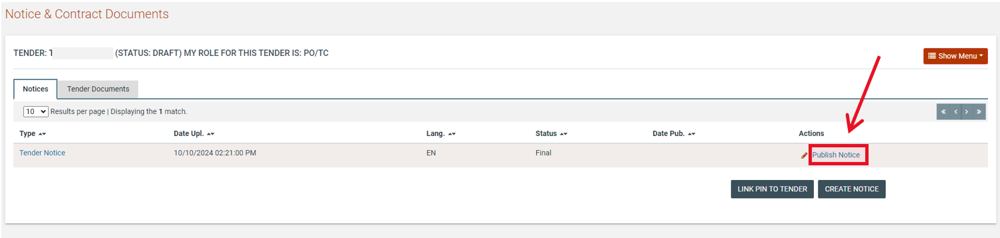 Notice & Contract Documents
TENDER: T (STATUS: DRAFT) MY ROLE FOR THIS TENDER IS: PO/TC
Show Menu
Notices Tender Documents
10 Results per page | Displaying the 1 match.
« ‹ › »
Type Date Upl. Lang. Status Date Pub. Actions
Tender Notice 10/10/2024 02:21:00 PM EN Final Publish Notice
LINK PIN TO TENDER CREATE NOTICE